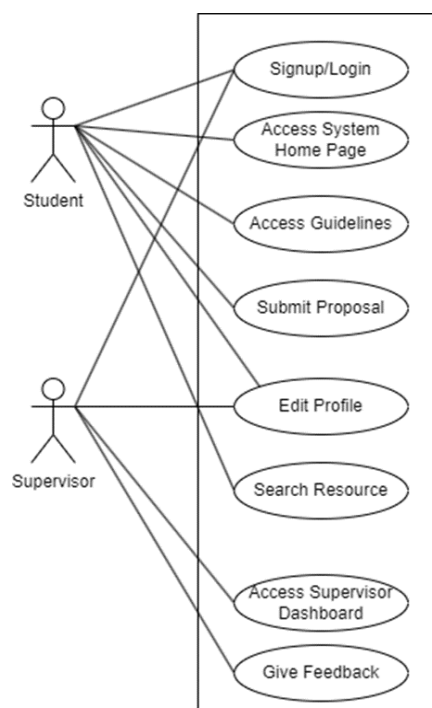 Signup/Login
Access System
Home Page
Student
Access Guidelines
Submit Proposal
Edit Profile
Supervisor
Search Resource
Access Supervisor
Dashboard
Give Feedback